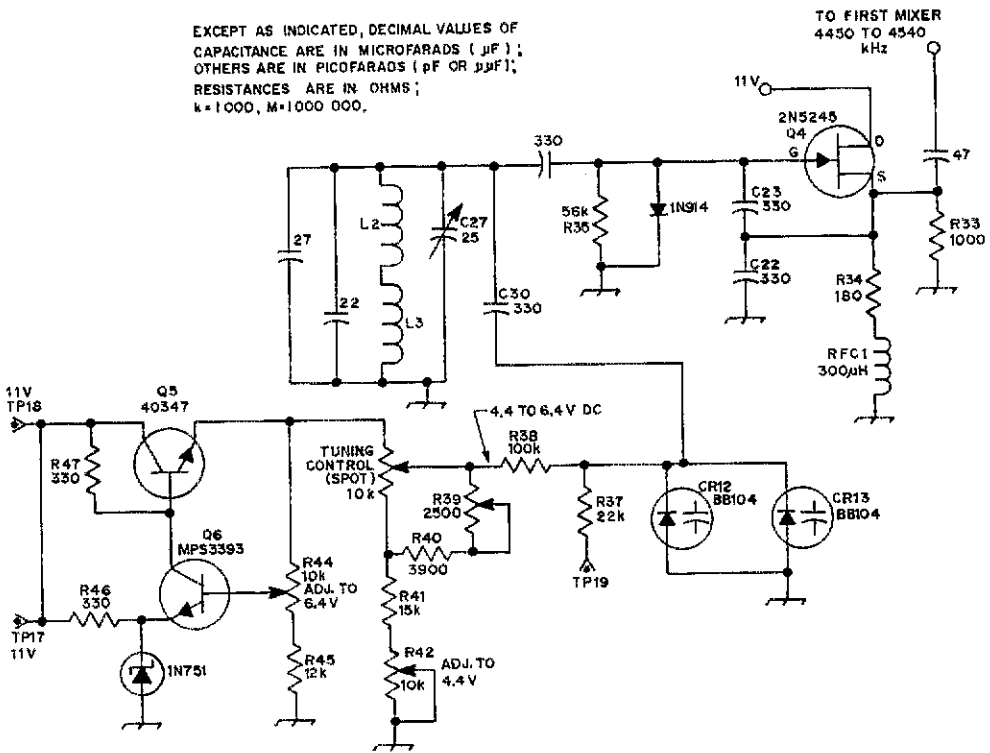 EXCEPT AS INDICATED, DECIMAL VALUES OF
CAPACITANCE ARE IN MICROFARADS ( µF ) ;
OTHERS ARE IN PICOFARADS ( pF OR µµF);
RESISTANCES ARE IN OHMS ;
k=1000, M=1000 000.
TO FIRST MIXER
4450 TO 4540
kHz
11V
2N5245
Q4
D
G
S
47
330
56k
R35
1N914
C23
330
C22
330
R33
1000
R34
180
RFC1
300µH
27
22
L2
L3
C27
25
C30
330
11V
TP18
Q5
40347
R47
330
Q6
MPS3393
R46
330
TP17
11V
1N751
R44
10k
ADJ. TO
6.4V
R45
12k
TUNING
CONTROL
(SPOT)
10k
4.4 TO 6.4V DC
R38
100k
R39
2500
R40
3900
R41
15k
R42
10k
ADJ. TO
4.4V
R37
22k
TP19
CR12
BB104
CR13
BB104